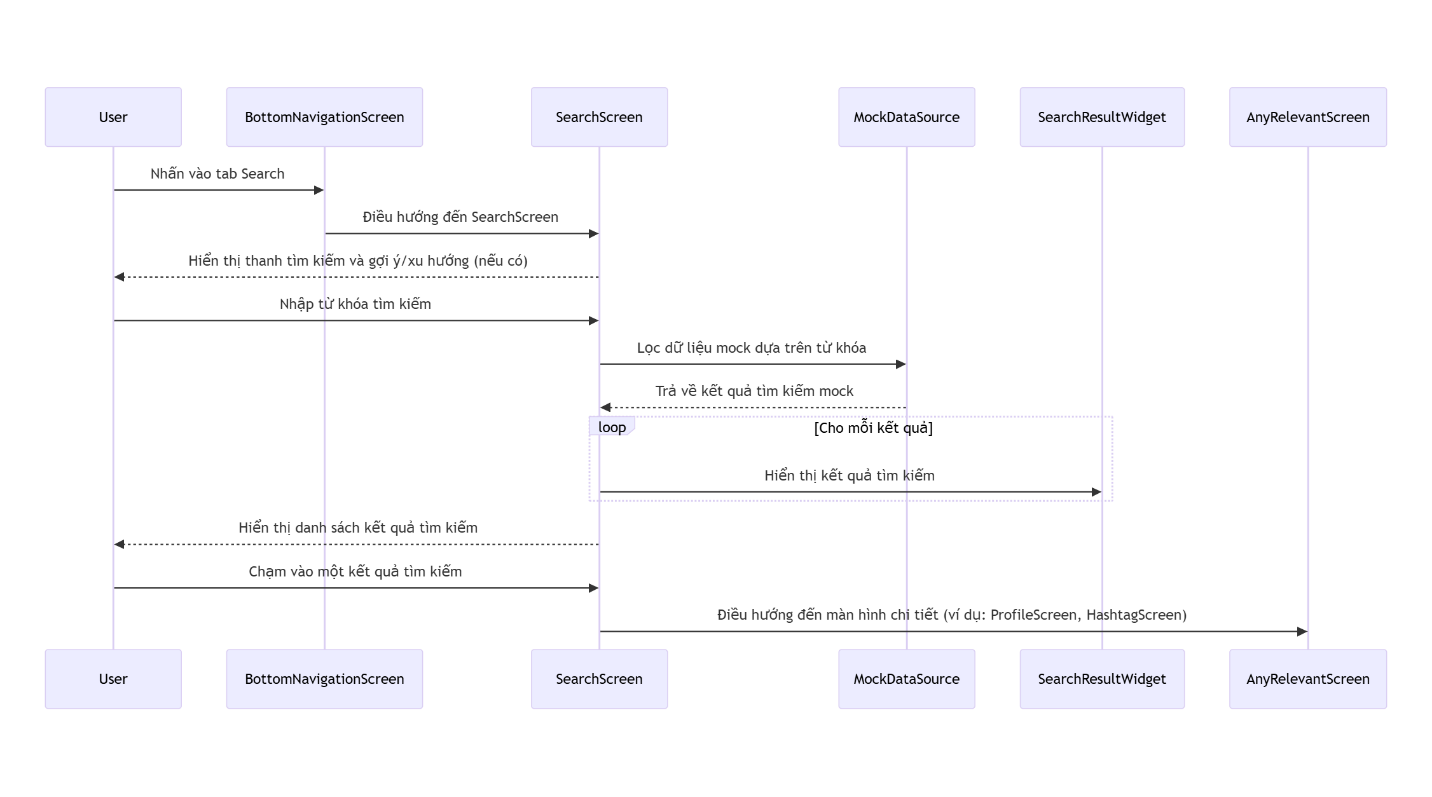 User
BottomNavigationScreen
SearchScreen
MockDataSource
SearchResultWidget
AnyRelevantScreen
Nhấn vào tab Search
Điều hướng đến SearchScreen
Hiển thị thanh tìm kiếm và gợi ý/xu hướng (nếu có)
Nhập từ khóa tìm kiếm
Lọc dữ liệu mock dựa trên từ khóa
Trả về kết quả tìm kiếm mock
loop
[Cho mỗi kết quả]
Hiển thị kết quả tìm kiếm
Hiển thị danh sách kết quả tìm kiếm
Chạm vào một kết quả tìm kiếm
Điều hướng đến màn hình chi tiết (ví dụ: ProfileScreen, HashtagScreen)
User
BottomNavigationScreen
SearchScreen
MockDataSource
SearchResultWidget
AnyRelevantScreen